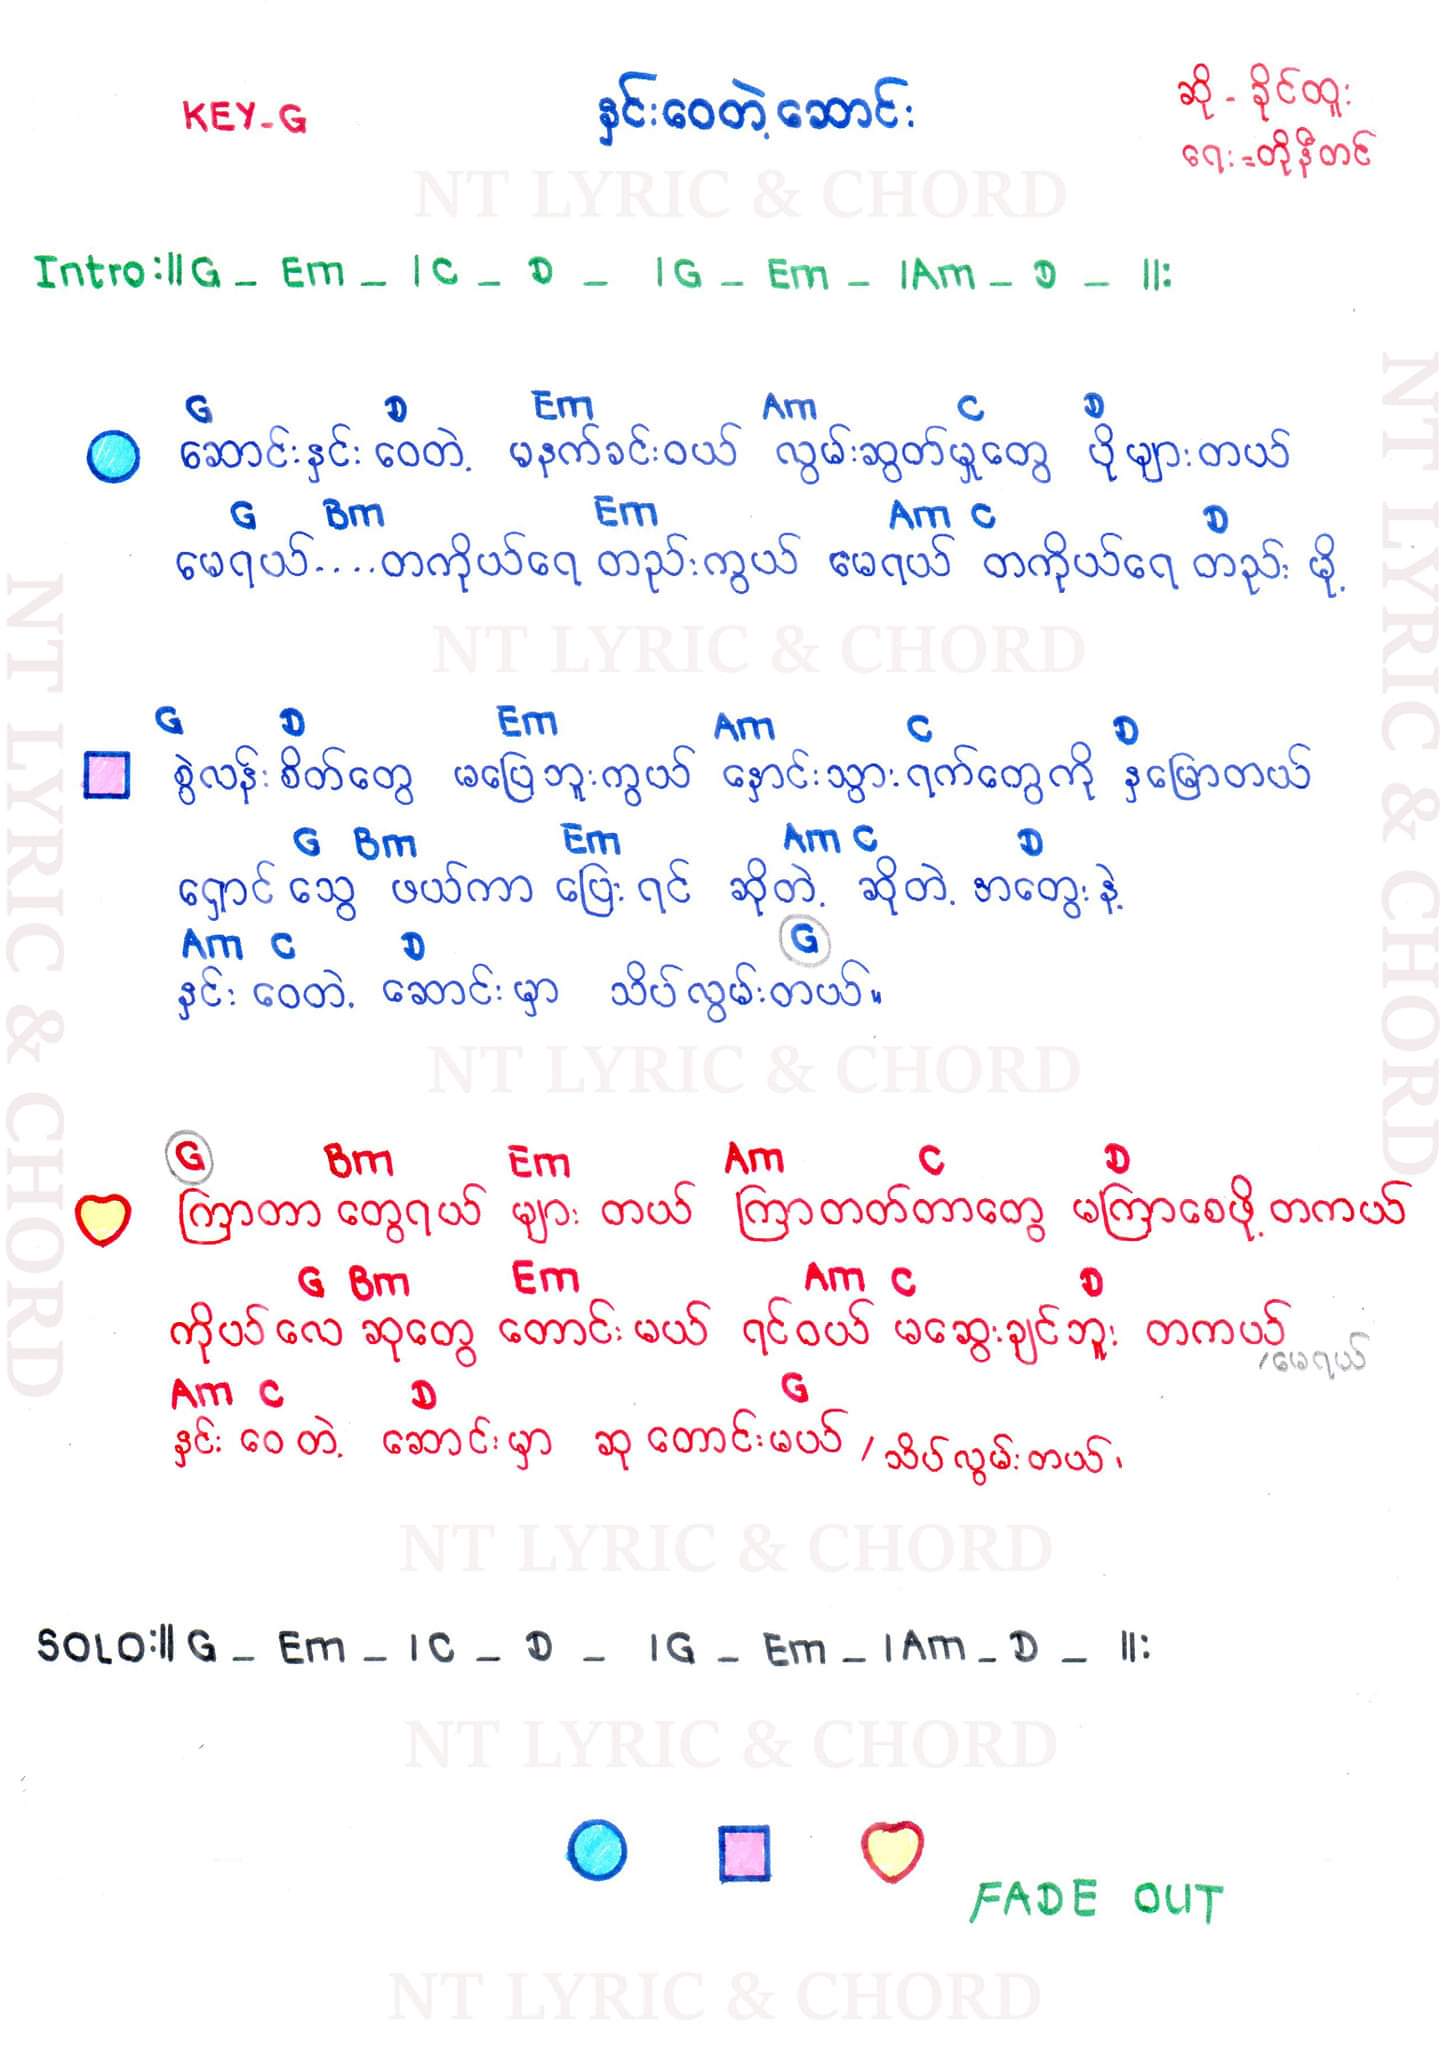 KEY-G
နှင်းဝေတဲ့ဆောင်း
ဆို - ခိုင်ထူး
ရေး = တိုနီတင်
NT LYRIC & CHORD
Intro :|| G _ Em _ | C _ D _ | G _ Em _ | Am _ D _ ||:
NT LYRIC & CHORD
NT LYRIC & CHORD
G D Em Am C D
ဆောင်းနှင်း ဝေတဲ့ မနက်ခင်းဝယ် လွမ်းဆွတ်မှုတွေ ပိုများတယ်
G Bm Em Am C D
မေရယ်....တကိုယ်ရေ တည်းကွယ် မေရယ် တကိုယ်ရေ တည်း မို့
NT LYRIC & CHORD
G D Em Am C D
စွဲလန်းစိတ်တွေ မပြေဘူးကွယ် နှောင်းသွားရက်တွေကို နှမြောတယ်
G Bm Em Am C D
ရှောင် သွေ ဖယ်ကာ ပြေးရင် ဆိုတဲ့ ဆိုတဲ့ အတွေးနဲ့
Am C D G
နှင်း ဝေတဲ့ ဆောင်းမှာ သိပ်လွမ်းတယ်။
NT LYRIC & CHORD
G Bm Em Am C D
ကြာတာ တွေရယ် များ တယ် ကြာတတ်တာတွေ မကြာစေဖို့ တကယ်
G Bm Em Am C D
ကိုယ်လေ ဆုတွေ တောင်းမယ် ရင်ဝယ် မဆွေးချင်ဘူး တကယ်
/မေရယ်
Am C D G
နှင်း ဝေ တဲ့ ဆောင်းမှာ ဆု တောင်းမယ် / သိပ်လွမ်းတယ်၊
NT LYRIC & CHORD
SOLO :|| G _ Em _ | C _ D _ | G _ Em _ | Am _ D _ ||:
NT LYRIC & CHORD
FADE OUT
NT LYRIC & CHORD